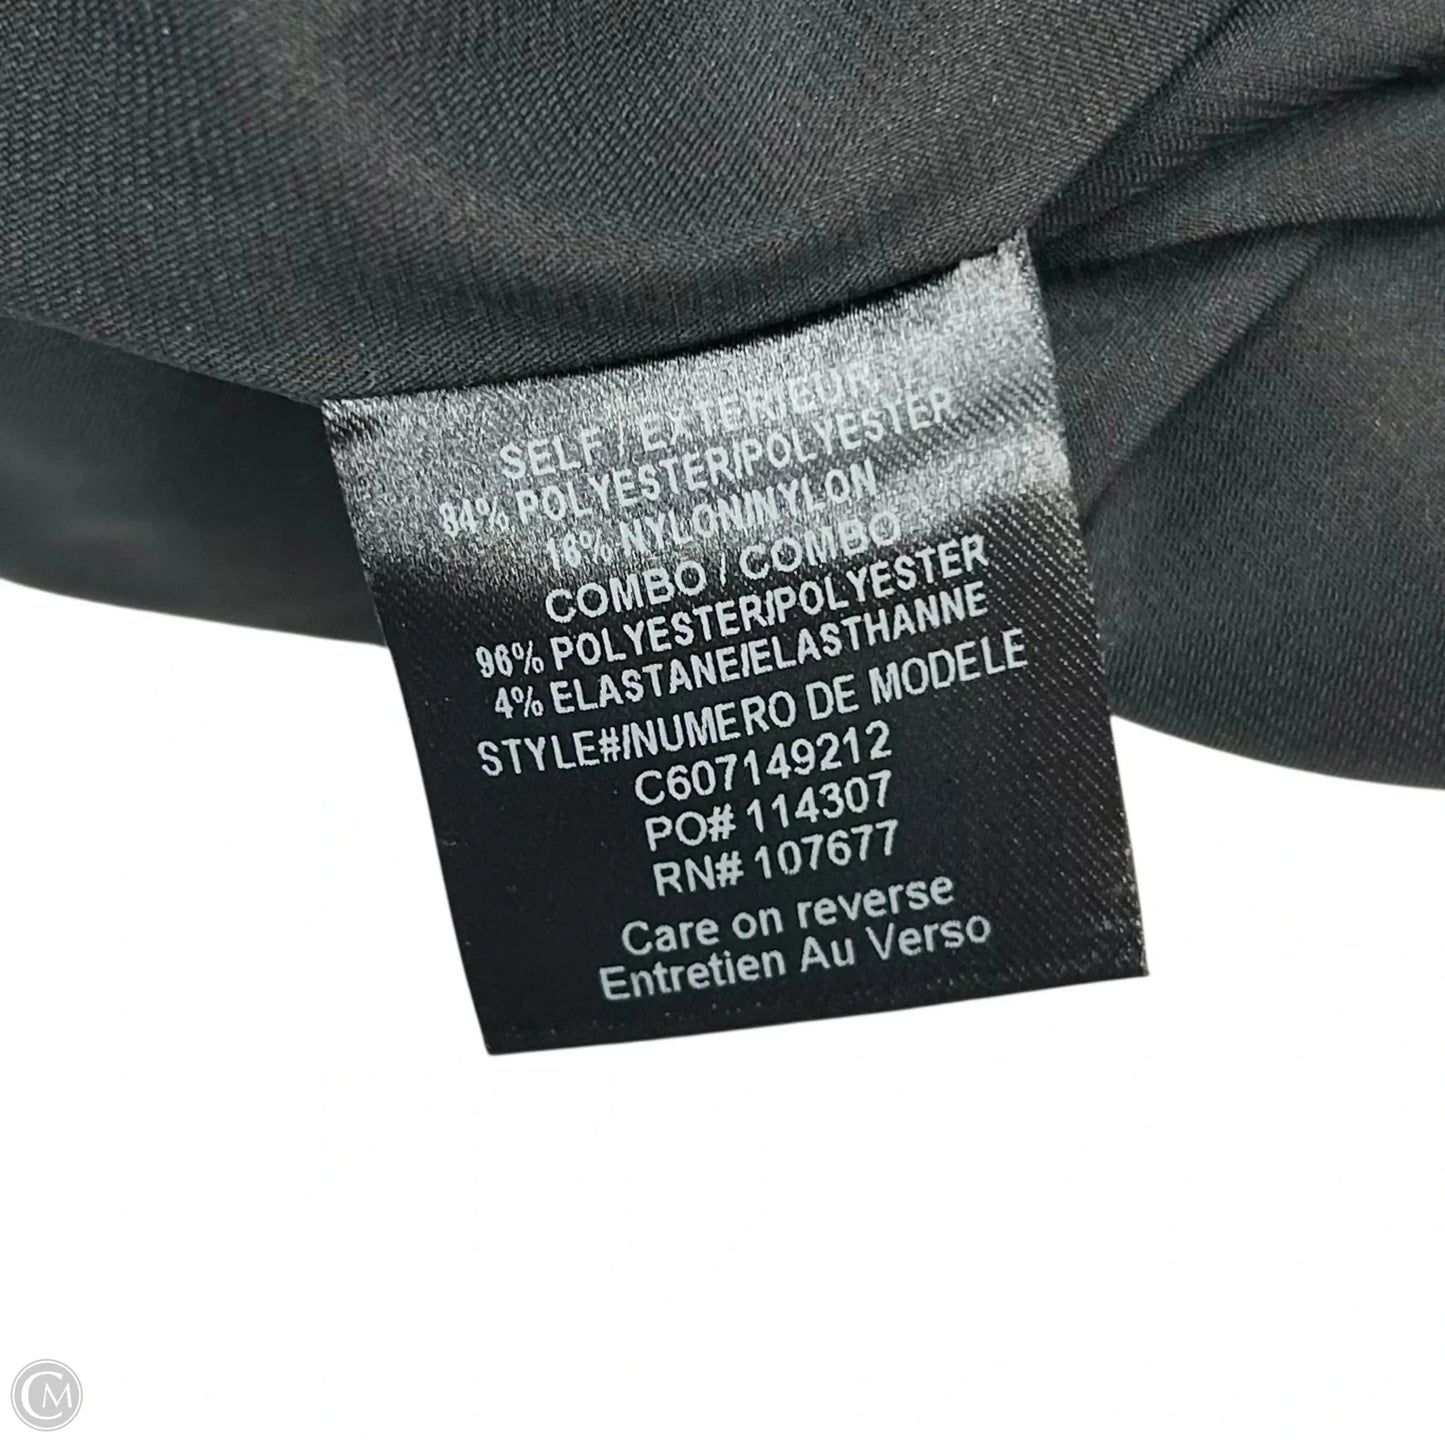 SELF / EXTERIEUR
84% POLYESTER/POLYESTER
16% NYLON/NYLON
COMBO / COMBO
96% POLYESTER/POLYESTER
4% ELASTANE/ELASTHANNE
STYLE#/NUMERO DE MODELE
C607149212
PO# 114307
RN# 107677
Care on reverse
Entretien Au Verso
CM